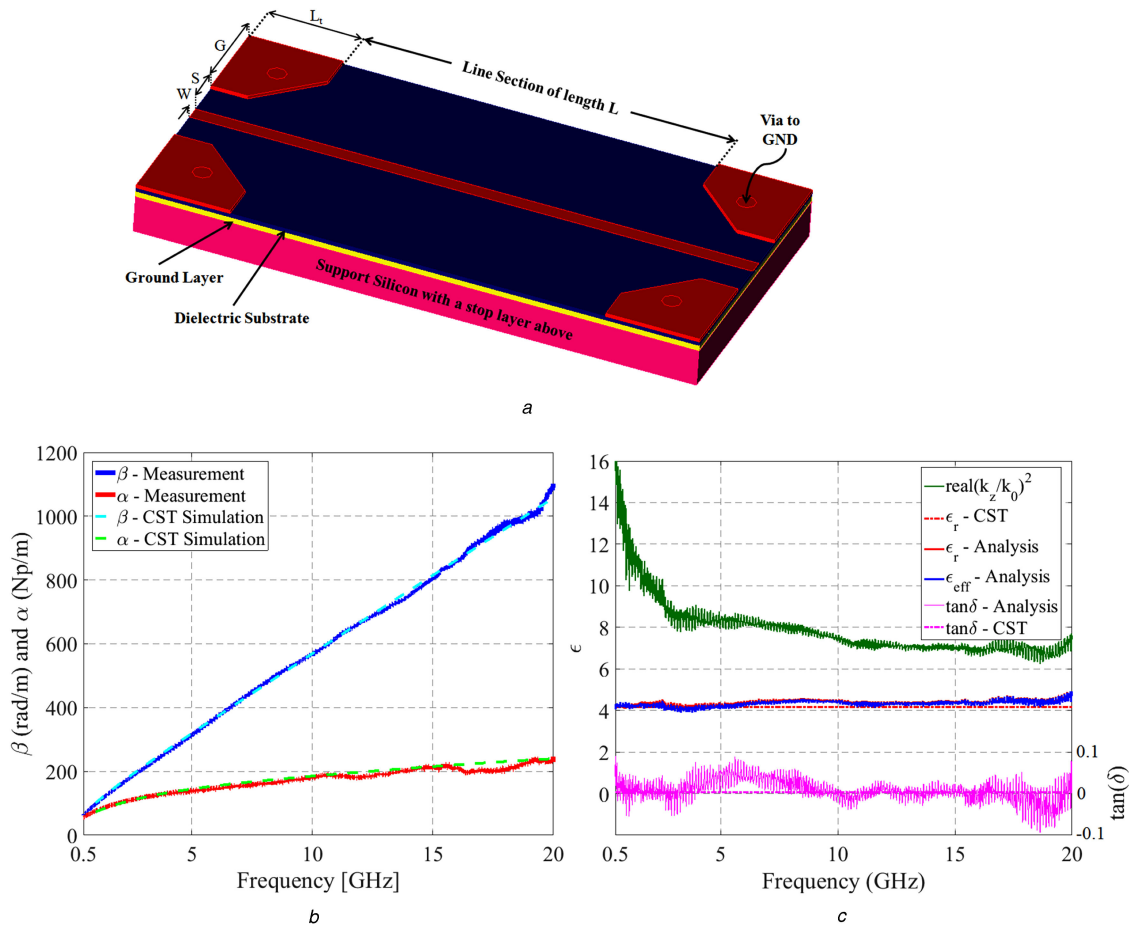 Lt
G
S
W
Line Section of length L
Via to
GND
Ground Layer
Dielectric Substrate
Support Silicon with a stop layer above
a
1200
1000
800
600
400
200
0
0.5
5
10
15
20
β (rad/m) and α (Np/m)
Frequency [GHz]
β - Measurement
α - Measurement
β - CST Simulation
α - CST Simulation
b
16
14
12
10
8
6
4
2
0
0.1
0
-0.1
0.5
5
10
15
20
ϵ
tan(δ)
Frequency (GHz)
real(kz/k0)²
ϵr - CST
ϵr - Analysis
ϵeff - Analysis
tanδ - Analysis
tanδ - CST
c